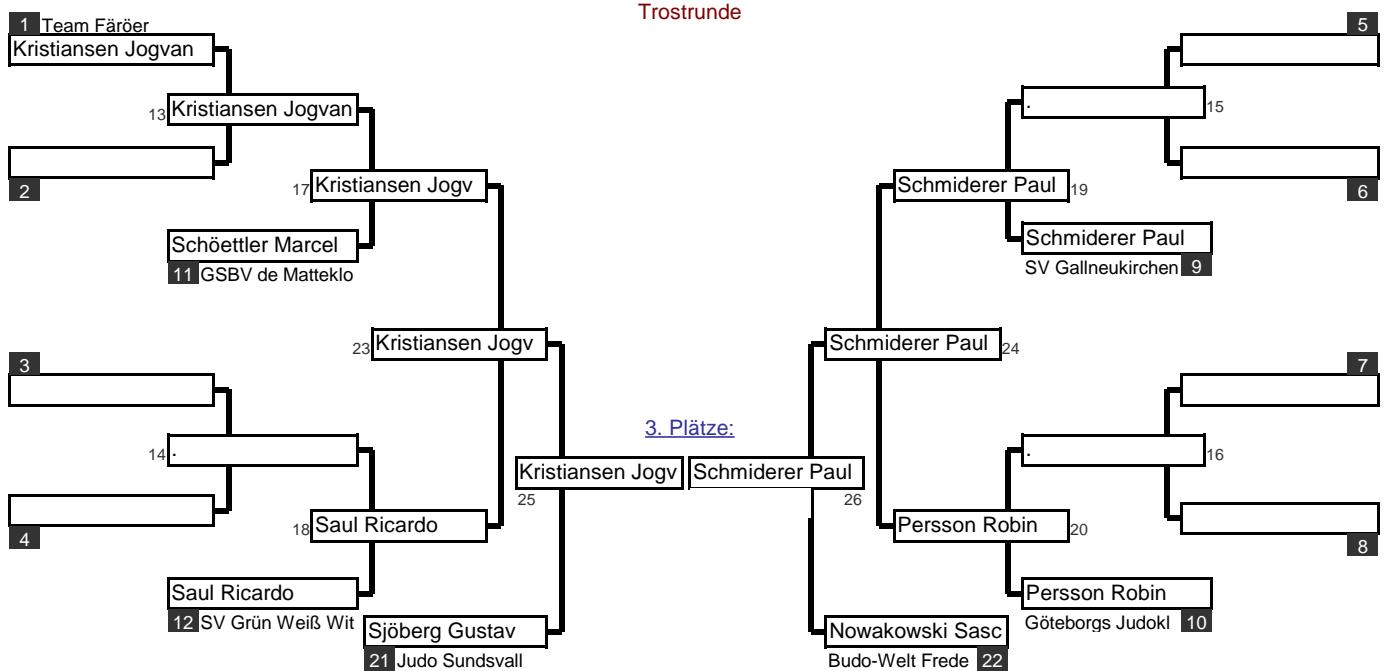 Trostrunde
1 Team Färöer
5
Kristiansen Jogvan
13 Kristiansen Jogvan
. 15
2
6
17 Kristiansen Jogv
Schmiderer Paul 19
Schöettler Marcel
Schmiderer Paul
11 GSBV de Matteklo
SV Gallneukirchen 9
23 Kristiansen Jogv
Schmiderer Paul 24
3
7
3. Plätze:
14 .
. 16
Kristiansen Jogv
Schmiderer Paul
25
26
4
18 Saul Ricardo
Persson Robin 20
8
Saul Ricardo
Persson Robin
12 SV Grün Weiß Wit
Göteborgs Judokl 10
Sjöberg Gustav
Nowakowski Sasc
21 Judo Sundsvall
Budo-Welt Frede 22